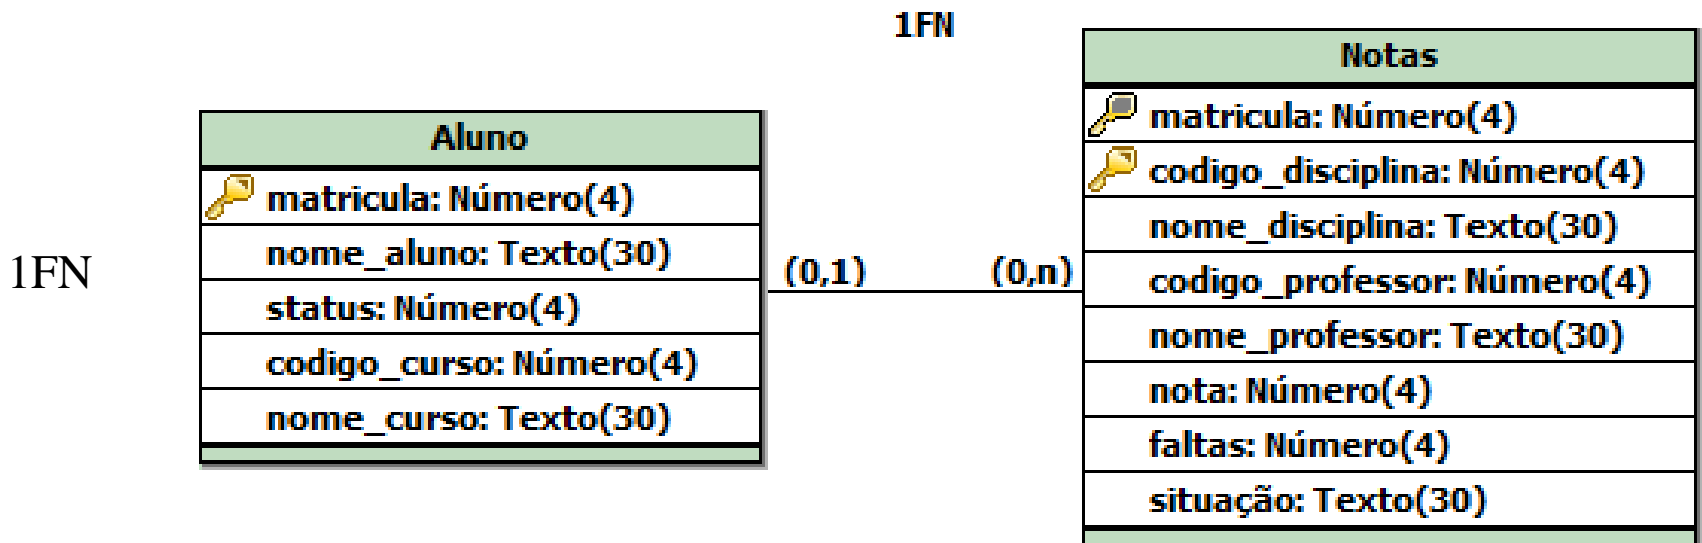 1FN
1FN
Aluno
matricula: Número(4)
nome_aluno: Texto(30)
status: Número(4)
codigo_curso: Número(4)
nome_curso: Texto(30)
(0,1)
(0,n)
Notas
matricula: Número(4)
codigo_disciplina: Número(4)
nome_disciplina: Texto(30)
codigo_professor: Número(4)
nome_professor: Texto(30)
nota: Número(4)
faltas: Número(4)
situação: Texto(30)